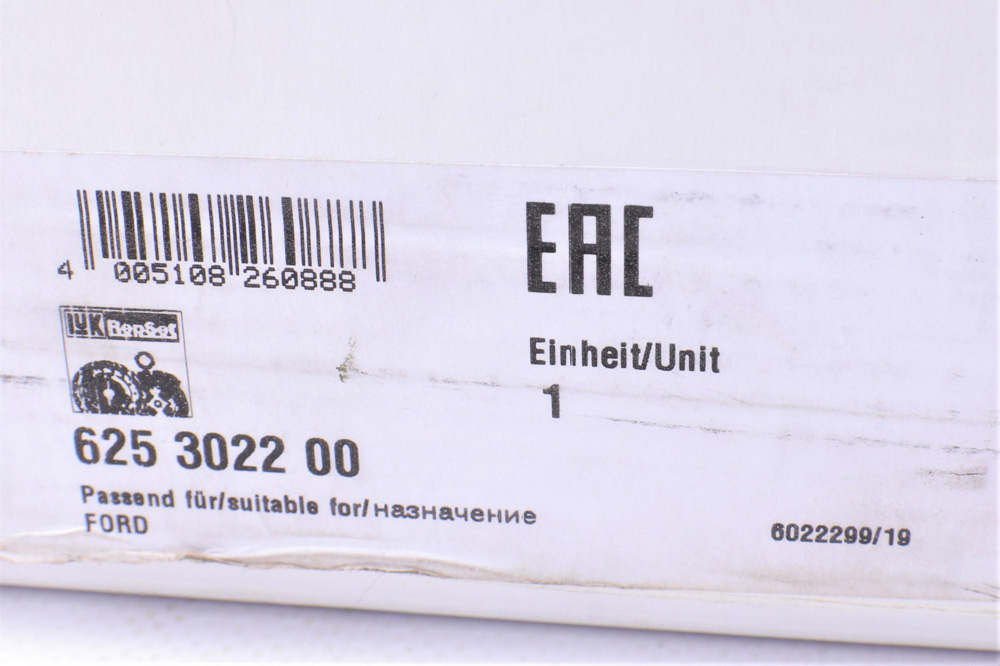 4 005108 260888
EAC
LuK RepSet
Einheit/Unit
1
625 3022 00
Passend für/suitable for/назначение
FORD
6022299/19